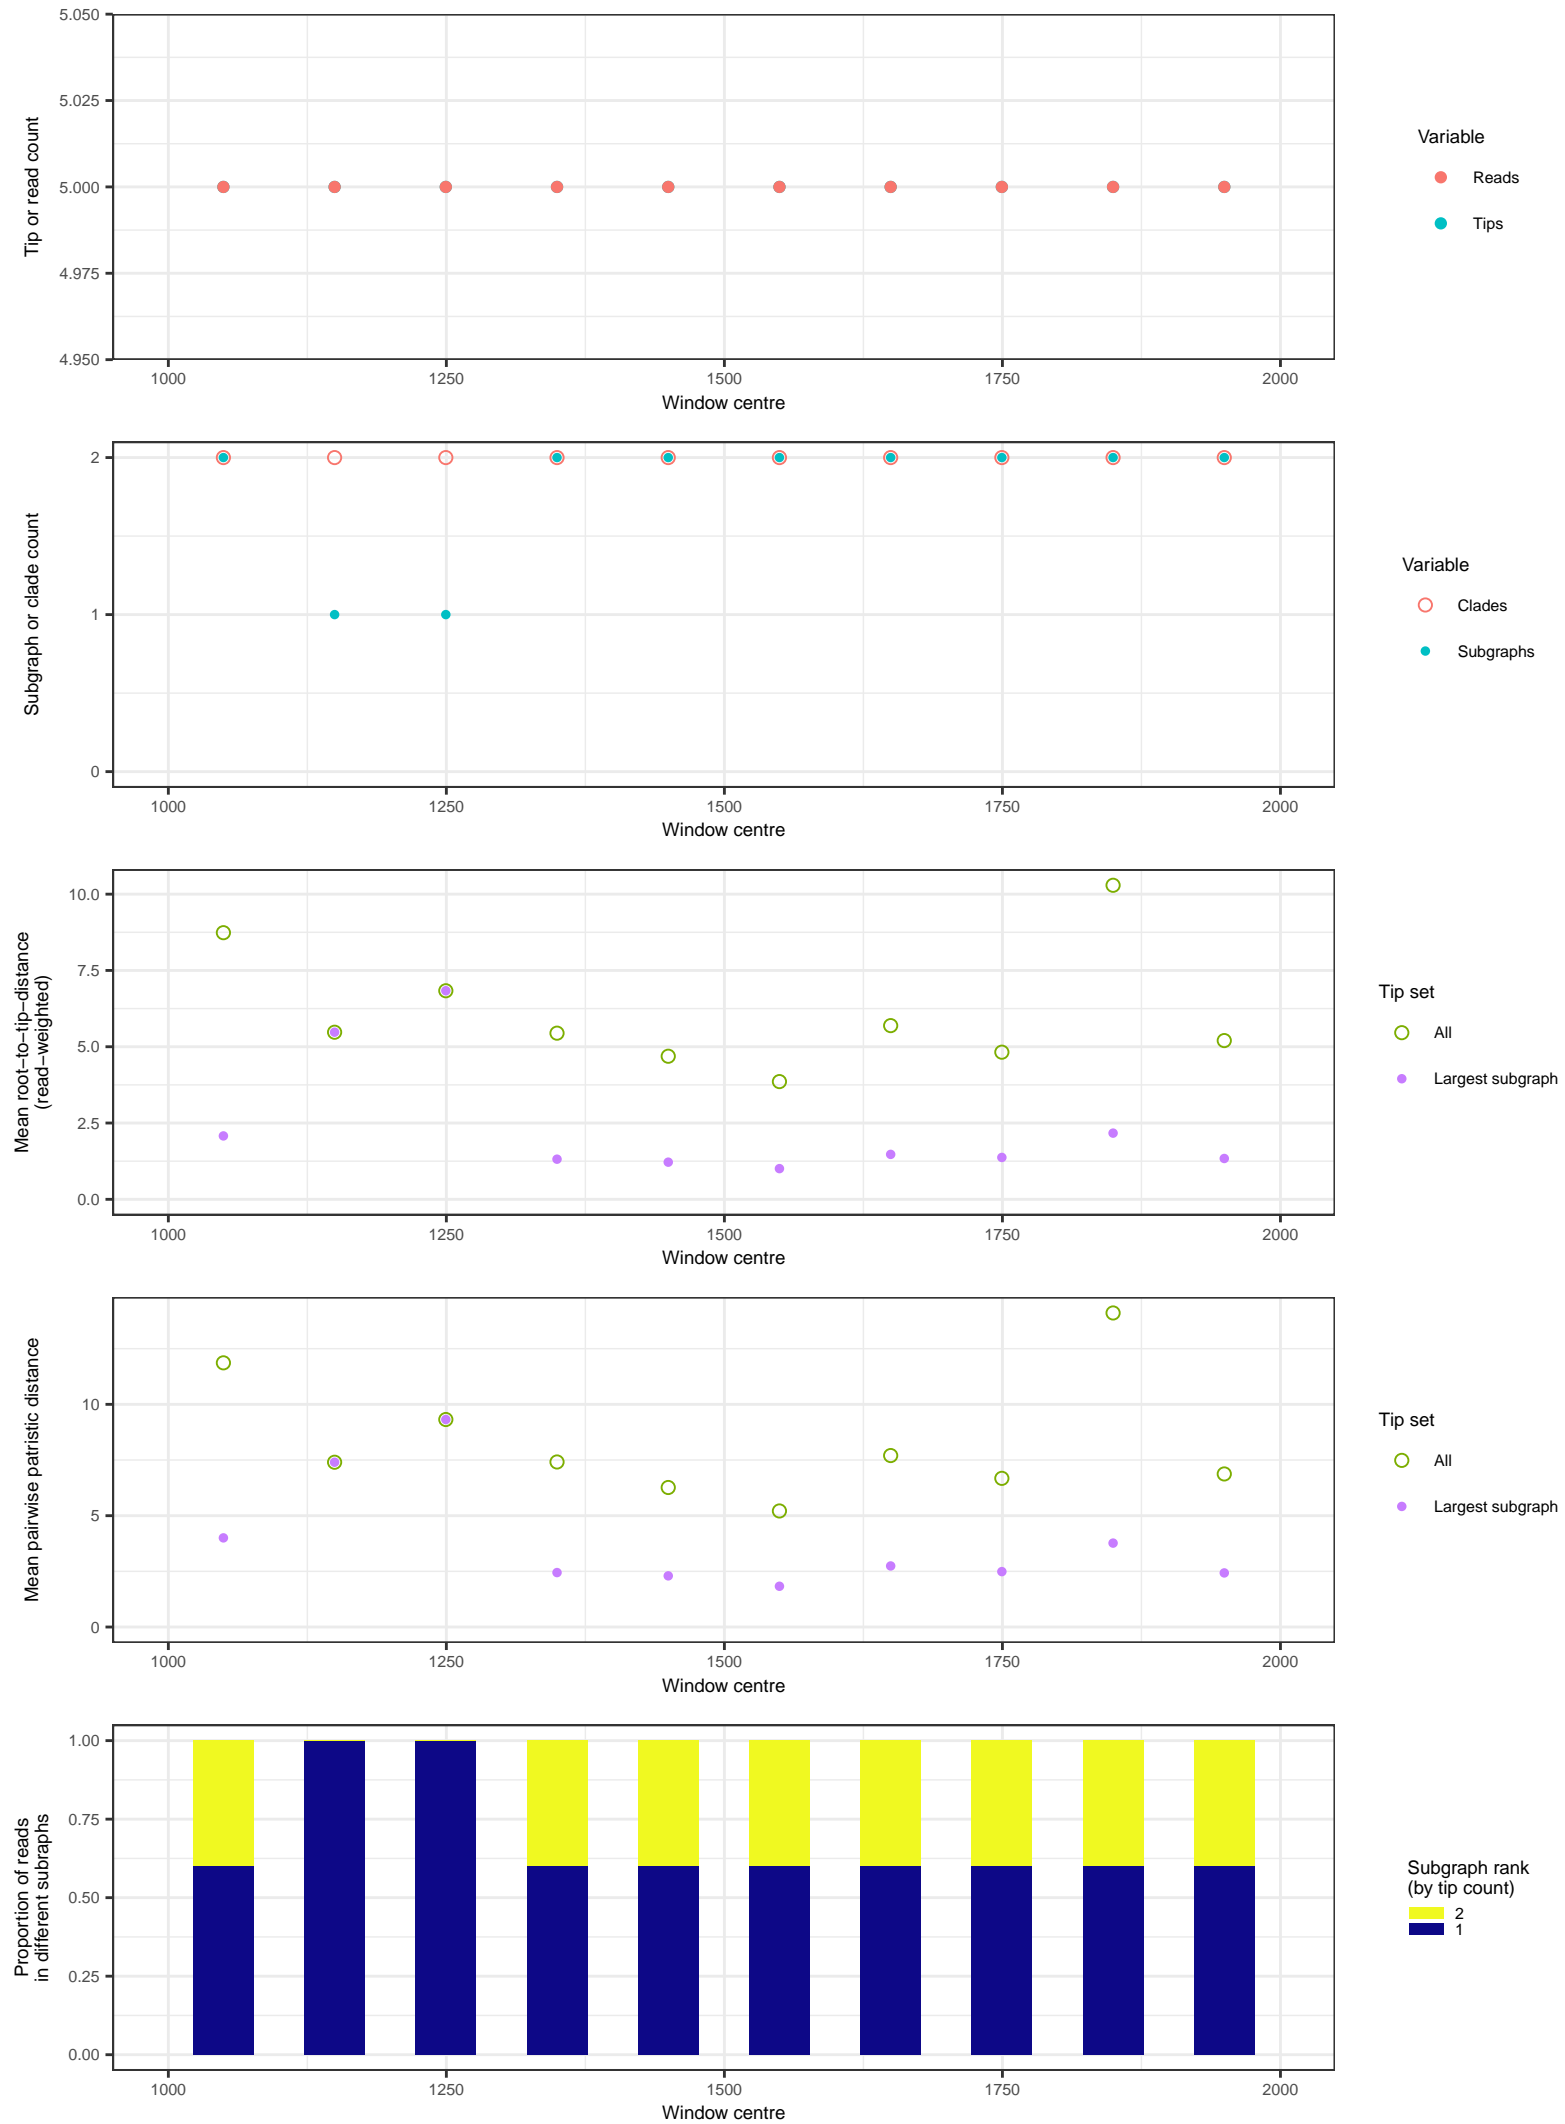 5.050
5.025
5.000
4.975
4.950
Tip or read count
1000 1250 1500 1750 2000
Window centre
Variable
Reads
Tips
2
1
0
Subgraph or clade count
1000 1250 1500 1750 2000
Window centre
Variable
Clades
Subgraphs
10.0
7.5
5.0
2.5
0.0
Mean root−to−tip−distance
(read−weighted)
1000 1250 1500 1750 2000
Window centre
Tip set
All
Largest subgraph
10
5
0
Mean pairwise patristic distance
1000 1250 1500 1750 2000
Window centre
Tip set
All
Largest subgraph
1.00
0.75
0.50
0.25
0.00
Proportion of reads
in different subraphs
1000 1250 1500 1750 2000
Window centre
Subgraph rank
(by tip count)
2
1